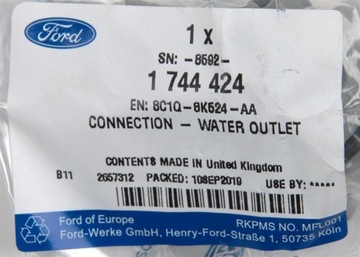 Ford
1 x
SN: -8592-
1 744 424
EN: 8C1Q-8K524-AA
CONNECTION - WATER OUTLET
CONTENTS MADE IN United Kingdom
B11 2657312 PACKED: 10SEP2019 USE BY: *****
RKPMS NO. MFL001
Ford of Europe
Ford-Werke GmbH, Henry-Ford-Straße 1, 50735 Köln